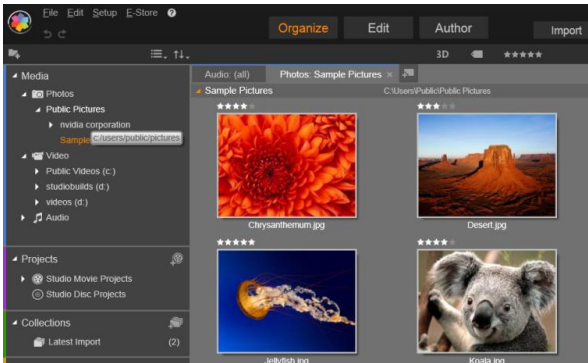 File Edit Setup E-Store ?
Organize Edit Author Import
3D
Media
Audio: (all) Photos: Sample Pictures ×
Photos
Sample Pictures C:\Users\Public\Public Pictures
Public Pictures
nvidia corporation
Sample c:/users/public/pictures
Video
Public Videos (c:)
studiobuilds (d:)
videos (d:)
Audio
Chrysanthemum.jpg Desert.jpg
Projects
Studio Movie Projects
Studio Disc Projects
Collections
Latest Import (2)
Jellyfish.jpg Koala.jpg